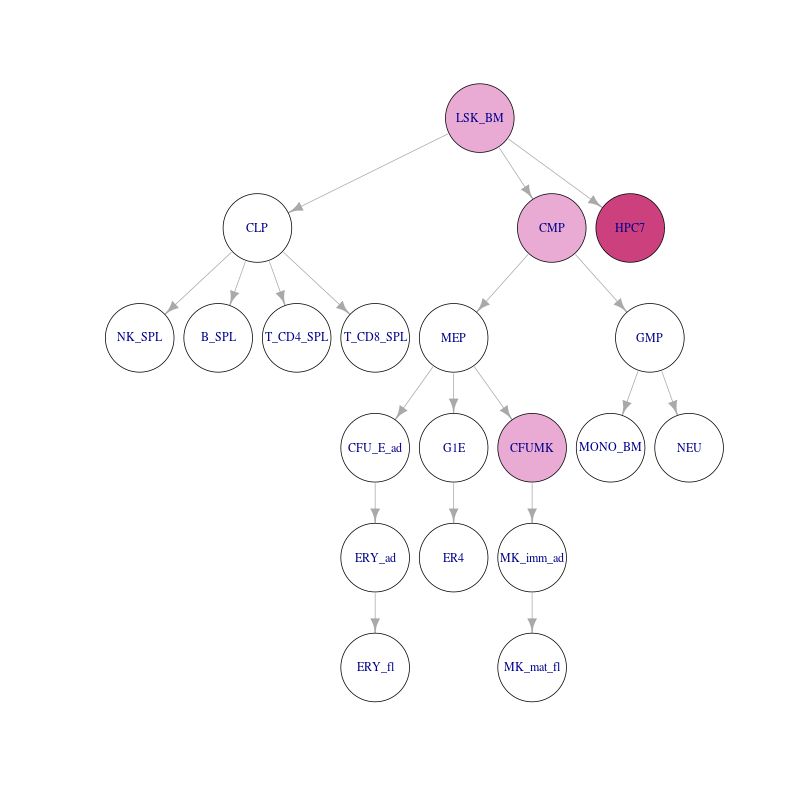 LSK_BM
CLP
CMP
HPC7
NK_SPL
B_SPL
T_CD4_SPL
T_CD8_SPL
MEP
GMP
CFU_E_ad
G1E
CFUMK
MONO_BM
NEU
ERY_ad
ER4
MK_imm_ad
ERY_fl
MK_mat_fl